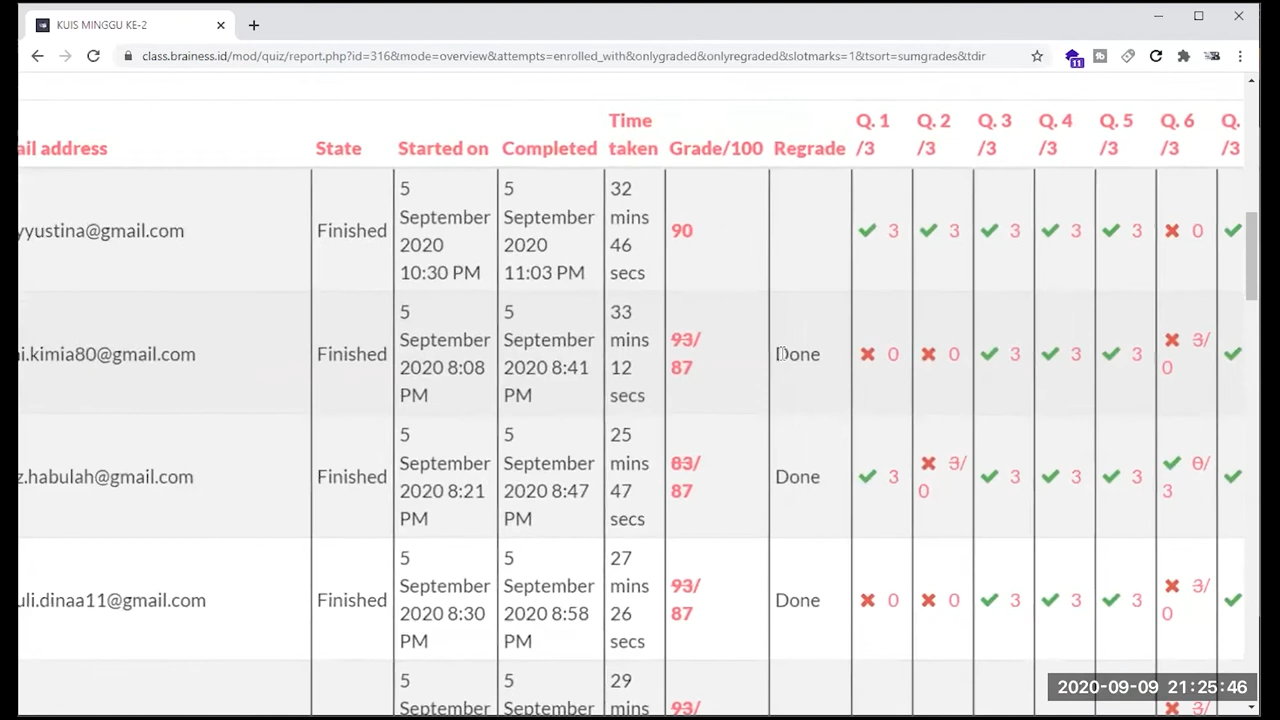 KUIS MINGGU KE-2
class.brainess.id/mod/quiz/report.php?id=316&mode=overview&attempts=enrolled_with&onlygraded&onlyregraded&slotmarks=1&tsort=sumgrades&tdir
11
ail address State Started on Completed Time taken Grade/100 Regrade Q. 1 /3 Q. 2 /3 Q. 3 /3 Q. 4 /3 Q. 5 /3 Q. 6 /3 Q. /3
yyustina@gmail.com Finished 5 September 2020 10:30 PM 5 September 2020 11:03 PM 32 mins 46 secs 90 3 3 3 3 3 0
i.kimia80@gmail.com Finished 5 September 2020 8:08 PM 5 September 2020 8:41 PM 33 mins 12 secs 93/ 87 Done 0 0 3 3 3 3/ 0
z.habulah@gmail.com Finished 5 September 2020 8:21 PM 5 September 2020 8:47 PM 25 mins 47 secs 83/ 87 Done 3 3/ 0 3 3 3 0/ 3
uli.dinaa11@gmail.com Finished 5 September 2020 8:30 PM 5 September 2020 8:58 PM 27 mins 26 secs 93/ 87 Done 0 0 3 3 3 3/ 0
5 September 5 September 29 mins 93/ 3/
2020-09-09 21:25:46